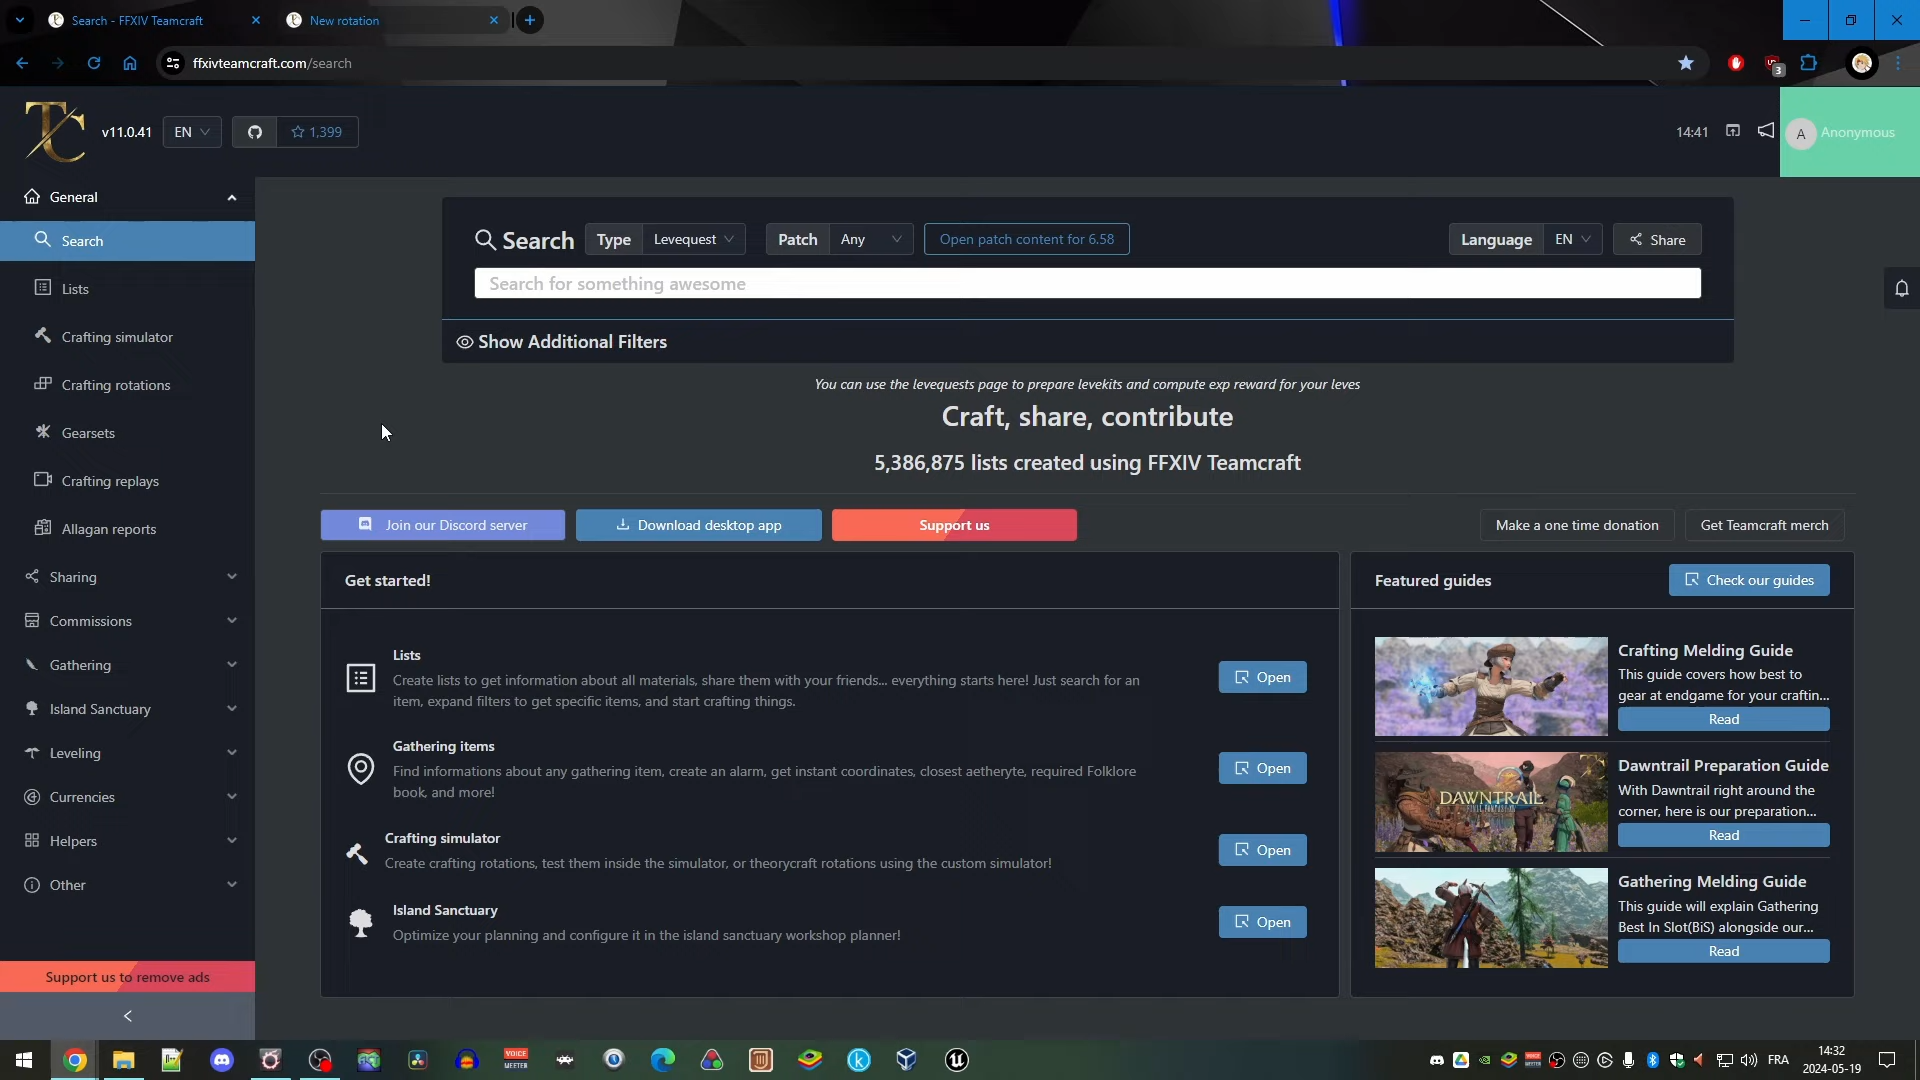 Search - FFXIV Teamcraft
New rotation
ffxivteamcraft.com/search
3
TC
v11.0.41
EN
1,399
14:41
A
Anonymous
General
Search
Lists
Crafting simulator
Crafting rotations
Gearsets
Crafting replays
Allagan reports
Sharing
Commissions
Gathering
Island Sanctuary
Leveling
Currencies
Helpers
Other
Support us to remove ads
Search
Type
Levequest
Patch
Any
Open patch content for 6.58
Language
EN
Share
Search for something awesome
Show Additional Filters
You can use the levequests page to prepare levekits and compute exp reward for your leves
Craft, share, contribute
5,386,875 lists created using FFXIV Teamcraft
Join our Discord server
Download desktop app
Support us
Make a one time donation
Get Teamcraft merch
Get started!
Lists
Create lists to get information about all materials, share them with your friends... everything starts here! Just search for an
item, expand filters to get specific items, and start crafting things.
Open
Gathering items
Find informations about any gathering item, create an alarm, get instant coordinates, closest aetheryte, required Folklore
book, and more!
Open
Crafting simulator
Create crafting rotations, test them inside the simulator, or theorycraft rotations using the custom simulator!
Open
Island Sanctuary
Optimize your planning and configure it in the island sanctuary workshop planner!
Open
Featured guides
Check our guides
Crafting Melding Guide
This guide covers how best to
gear at endgame for your craftin...
Read
DAWNTRAIL
Dawntrail Preparation Guide
With Dawntrail right around the
corner, here is our preparation...
Read
Gathering Melding Guide
This guide will explain Gathering
Best In Slot(BiS) alongside our...
Read
VOICE
MEETER
FRA
14:32
2024-05-19